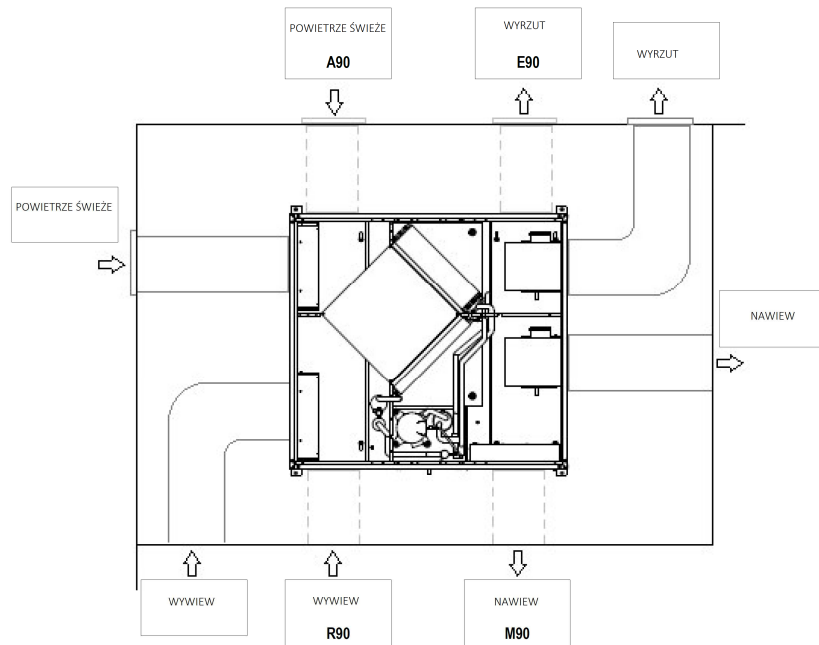 POWIETRZE ŚWIEŻE
A90
WYRZUT
E90
WYRZUT
POWIETRZE ŚWIEŻE
NAWIEW
WYWIEW
WYWIEW
R90
NAWIEW
M90